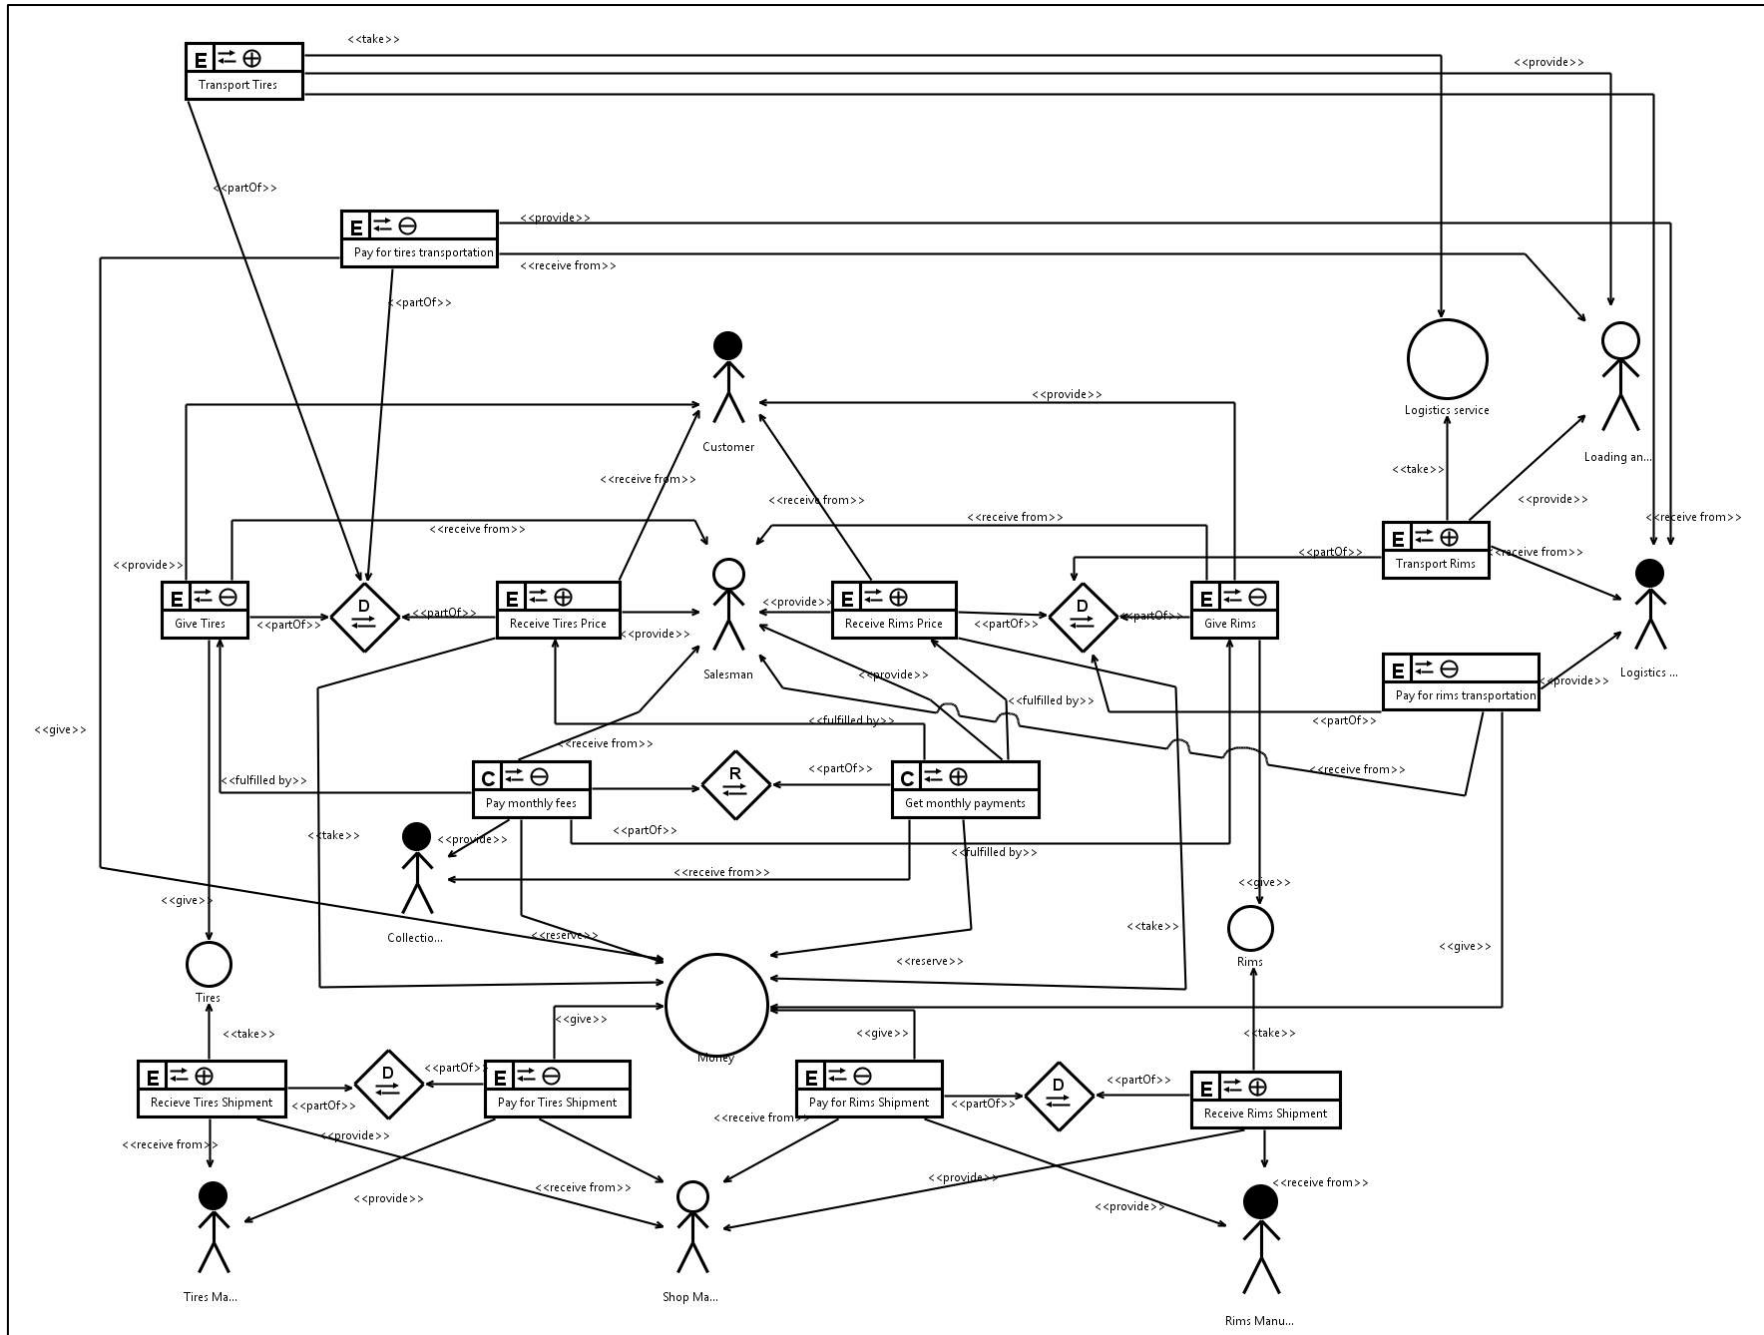 <<take>>
<<provide>>
E
Transport Tires
<<partOf>>
E
<<provide>>
Pay for tires transportation
<<receive from>>
<<partOf>>
<<provide>>
Logistics service
Customer
Loading an...
<<take>>
<<receive from>>
<<receive from>>
<<provide>>
<<receive from>>
<<receive from>>
<<receive from>>
E
<<partOf>>
<<receive from>>
Transport Rims
<<provide>>
E
Give Tires
<<partOf>>
D
<<partOf>>
E
Receive Tires Price
<<provide>>
<<provide>>
E
Receive Rims Price
<<partOf>>
D
<<partOf>>
E
Give Rims
Salesman
<<provide>>
E
Pay for rims transportation
<<provide>>
Logistics ...
<<fulfilled by>>
<<partOf>>
<<give>>
<<fulfilled by>>
<<receive from>>
<<receive from>>
<<fulfilled by>>
C
Pay monthly fees
R
<<partOf>>
C
Get monthly payments
<<take>>
<<provide>>
<<partOf>>
<<fulfilled by>>
<<receive from>>
<<give>>
<<give>>
Collectio...
<<reserve>>
<<take>>
<<give>>
<<reserve>>
Rims
Tires
<<take>>
<<give>>
<<give>>
<<take>>
Money
E
Recieve Tires Shipment
D
<<partOf>>
<<partOf>>
E
Pay for Tires Shipment
E
Pay for Rims Shipment
<<partOf>>
D
<<partOf>>
E
Receive Rims Shipment
<<receive from>>
<<provide>>
<<receive from>>
<<provide>>
<<receive from>>
<<provide>>
<<provide>>
<<receive from>>
Tires Ma...
Shop Ma...
Rims Manu...